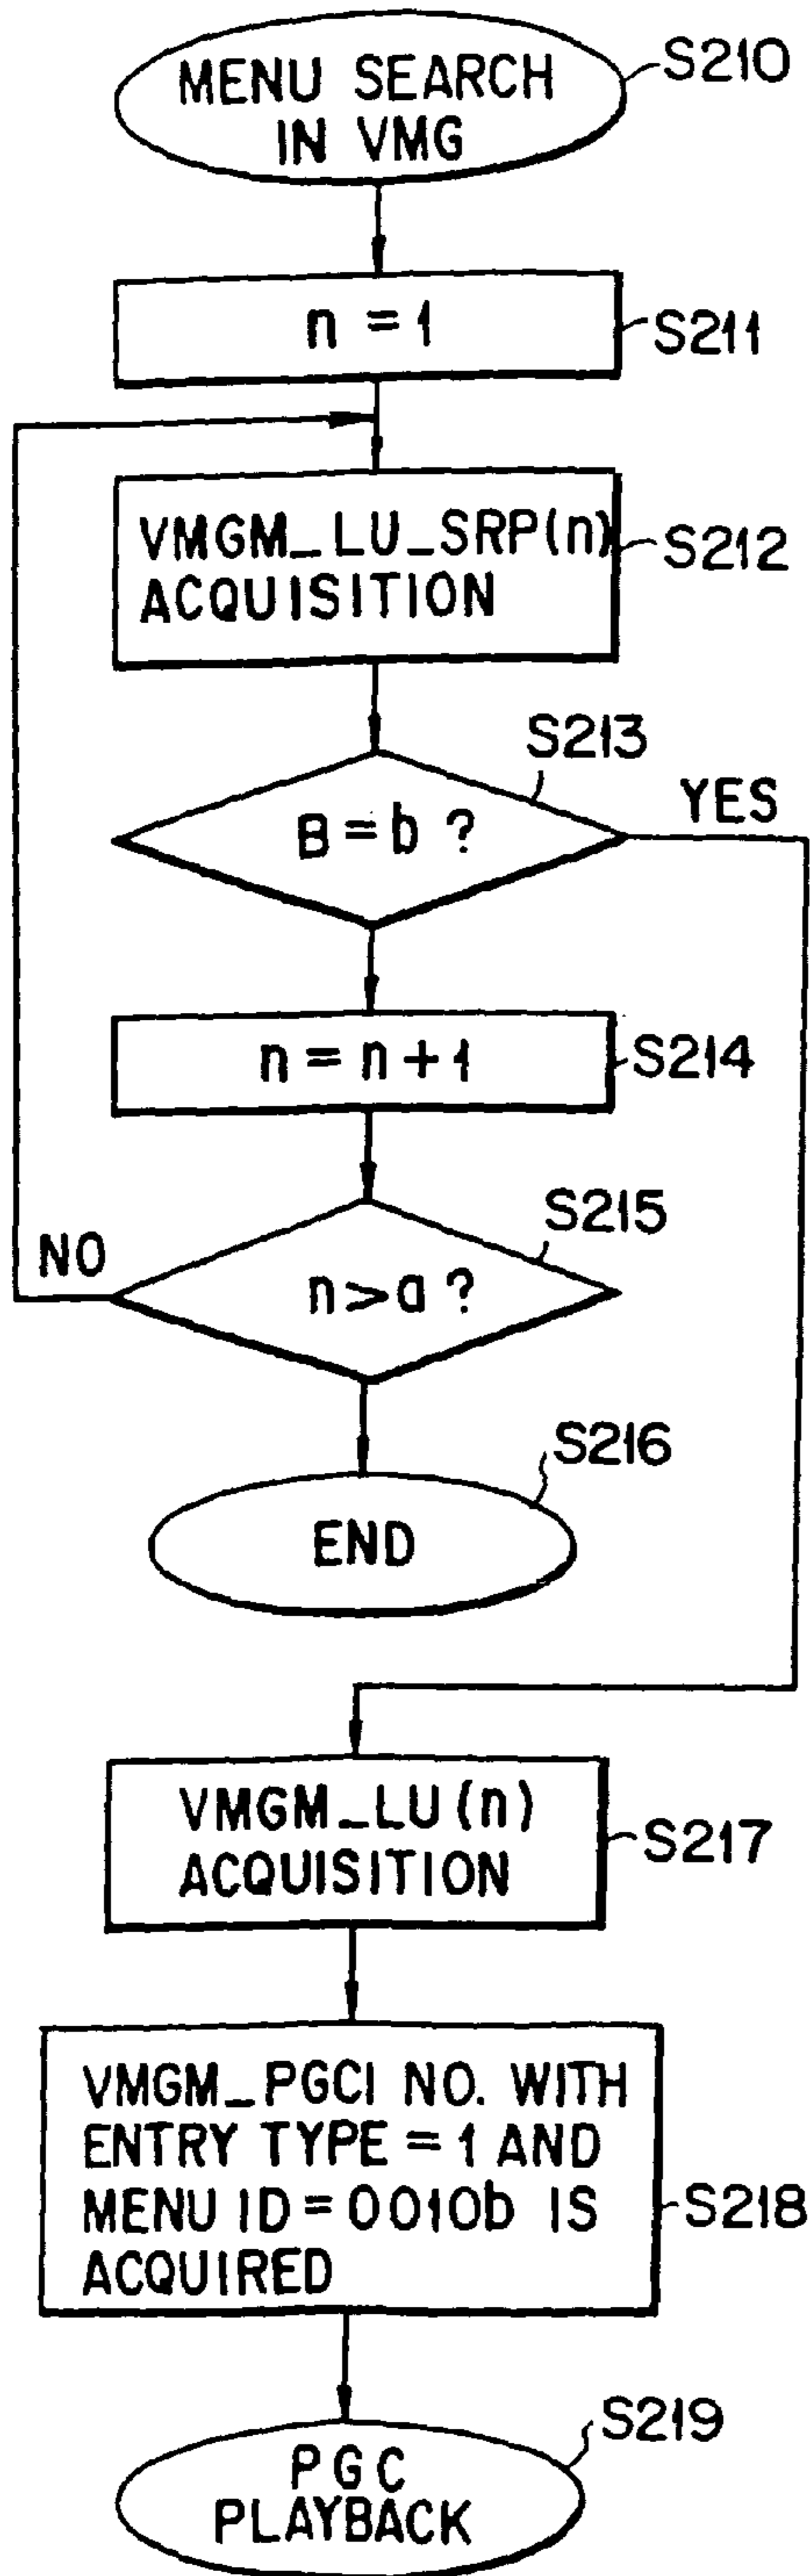 MENU SEARCH
IN VMG
S210
n = 1
S211
VMGM_LU_SRP(n)
ACQUISITION
S212
S213
B = b ?
YES
n = n + 1
S214
S215
NO
n > a ?
S216
END
VMGM_LU (n)
ACQUISITION
S217
VMGM_PGCI NO. WITH
ENTRY TYPE = 1 AND
MENU ID = 0010b IS
ACQUIRED
S218
S219
PGC
PLAYBACK